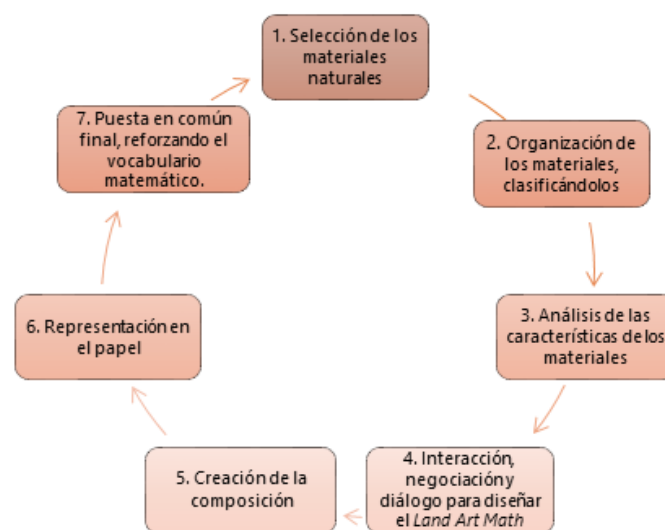 1. Selección de los
materiales
naturales
2. Organización de
los materiales,
clasificándolos
3. Análisis de las
características de los
materiales
4. Interacción,
negociación y
diálogo para diseñar
el Land Art Math
5. Creación de la
composición
6. Representación en
el papel
7. Puesta en común
final, reforzando el
vocabulario
matemático.